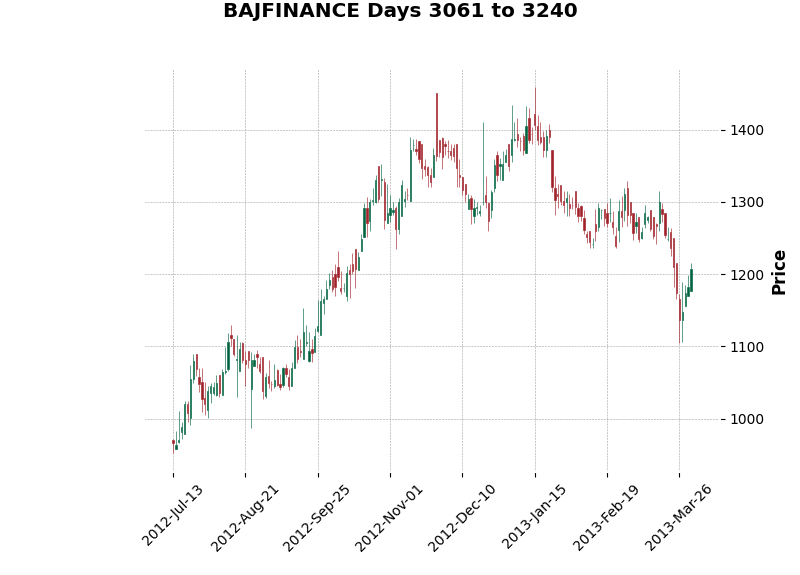 BAJFINANCE Days 3061 to 3240
1400
1300
1200
1100
1000
Price
2012-Jul-13
2012-Aug-21
2012-Sep-25
2012-Nov-01
2012-Dec-10
2013-Jan-15
2013-Feb-19
2013-Mar-26